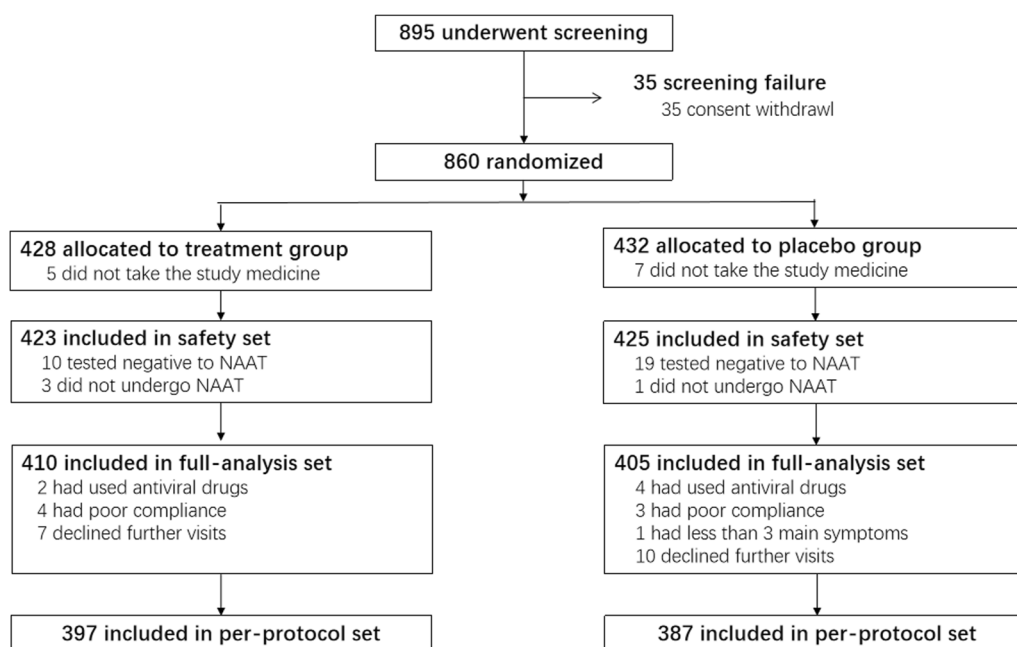 895 underwent screening
35 screening failure
35 consent withdrawl
860 randomized
428 allocated to treatment group
5 did not take the study medicine
432 allocated to placebo group
7 did not take the study medicine
423 included in safety set
10 tested negative to NAAT
3 did not undergo NAAT
425 included in safety set
19 tested negative to NAAT
1 did not undergo NAAT
410 included in full-analysis set
2 had used antiviral drugs
4 had poor compliance
7 declined further visits
405 included in full-analysis set
4 had used antiviral drugs
3 had poor compliance
1 had less than 3 main symptoms
10 declined further visits
397 included in per-protocol set
387 included in per-protocol set